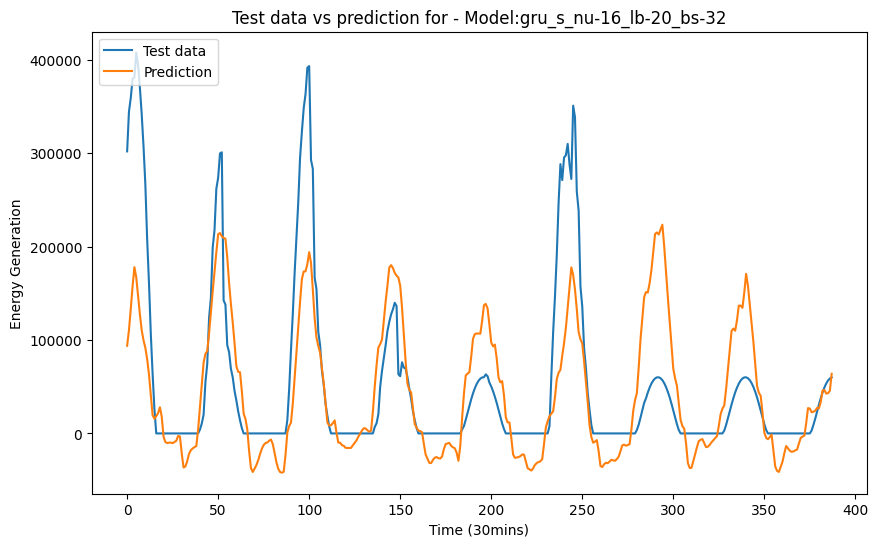 Test data vs prediction for - Model:gru_s_nu-16_lb-20_bs-32
Test data
Prediction
400000
300000
200000
100000
0
Energy Generation
0 50 100 150 200 250 300 350 400
Time (30mins)